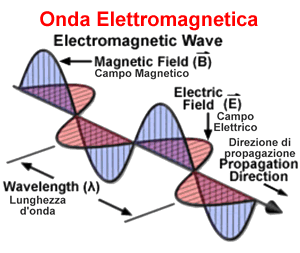 Onda Elettromagnetica
Electromagnetic Wave
Magnetic Field (B⃗)
Campo Magnetico
Electric
Field (E⃗)
Campo
Elettrico
Direzione di
propagazione
Propagation
Direction
Wavelength (λ)
Lunghezza
d'onda